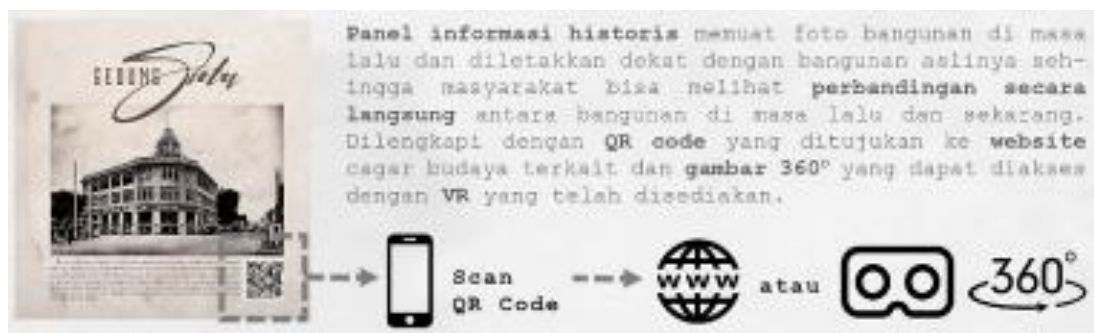 GEDUNG
Panel informasi historis memuat foto bangunan di masa
lalu dan diletakkan dekat dengan bangunan aslinya seh-
ingga masyarakat bisa melihat perbandingan secara
langsung antara bangunan di masa lalu dan sekarang.
Dilengkapi dengan QR code yang ditujukan ke website
cagar budaya terkait dan gambar 360° yang dapat diakses
dengan VR yang telah disediakan.
Scan
QR Code
WWW
atau
360°